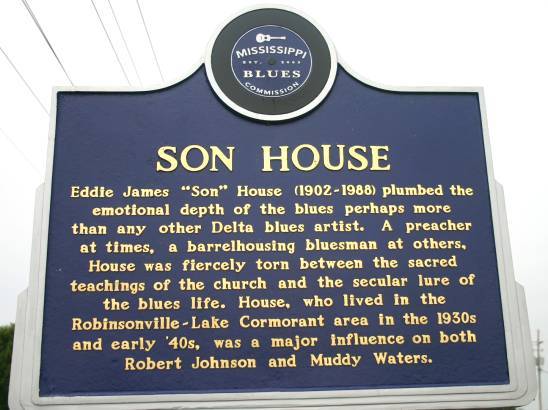 MISSISSIPPI
EST. 2003
BLUES
COMMISSION
SON HOUSE
Eddie James "Son" House (1902-1988) plumbed the
emotional depth of the blues perhaps more
than any other Delta blues artist. A preacher
at times, a barrelhousing bluesman at others,
House was fiercely torn between the sacred
teachings of the church and the secular lure of
the blues life. House, who lived in the
Robinsonville-Lake Cormorant area in the 1930s
and early '40s, was a major influence on both
Robert Johnson and Muddy Waters.